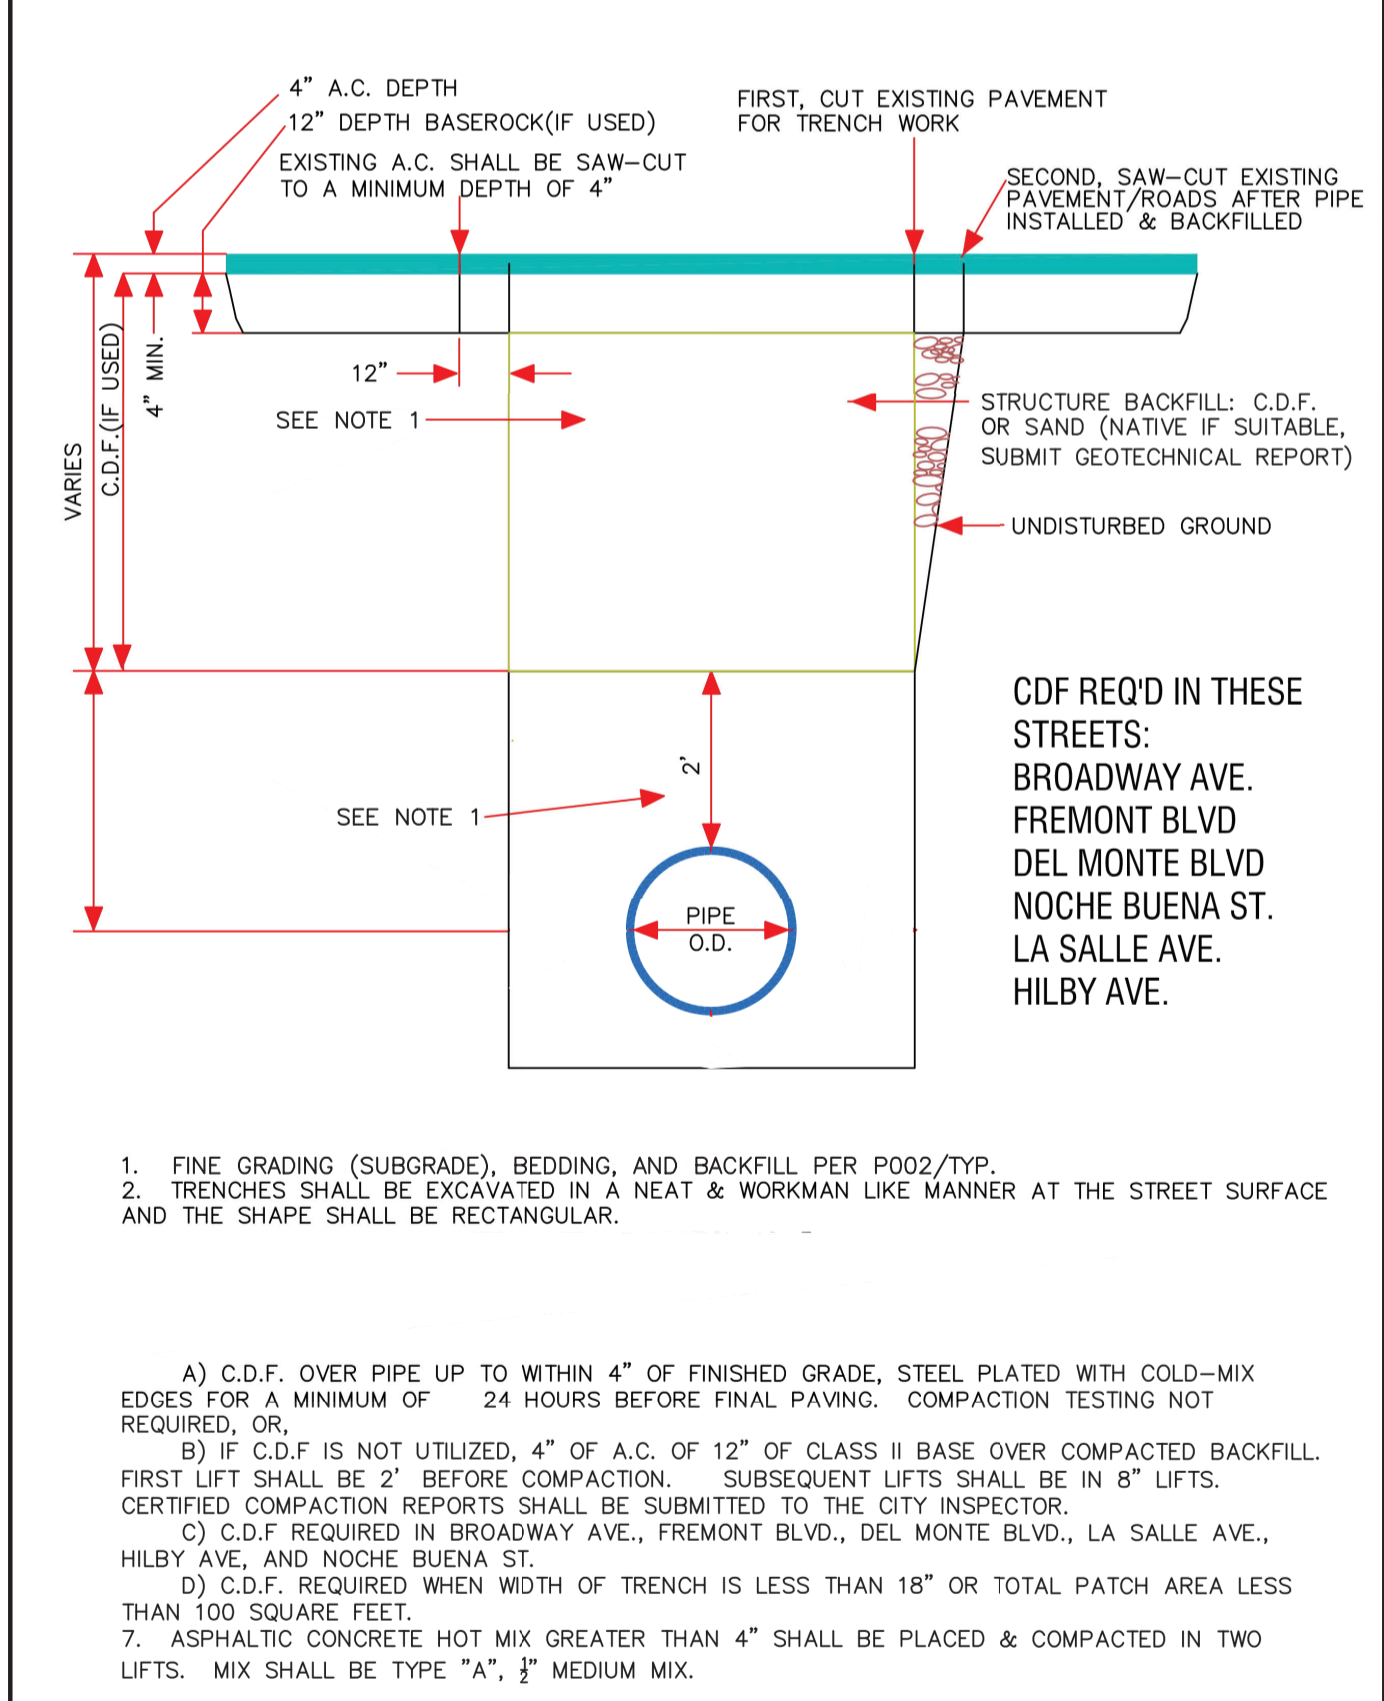 4” A.C. DEPTH
12” DEPTH BASEROCK(IF USED)
EXISTING A.C. SHALL BE SAW–CUT
TO A MINIMUM DEPTH OF 4”
FIRST, CUT EXISTING PAVEMENT
FOR TRENCH WORK
SECOND, SAW–CUT EXISTING
PAVEMENT/ROADS AFTER PIPE
INSTALLED & BACKFILLED
VARIES
C.D.F.(IF USED)
4” MIN.
12”
SEE NOTE 1
STRUCTURE BACKFILL: C.D.F.
OR SAND (NATIVE IF SUITABLE,
SUBMIT GEOTECHNICAL REPORT)
UNDISTURBED GROUND
2’
SEE NOTE 1
PIPE
O.D.
CDF REQ'D IN THESE
STREETS:
BROADWAY AVE.
FREMONT BLVD
DEL MONTE BLVD
NOCHE BUENA ST.
LA SALLE AVE.
HILBY AVE.
1. FINE GRADING (SUBGRADE), BEDDING, AND BACKFILL PER P002/TYP.
2. TRENCHES SHALL BE EXCAVATED IN A NEAT & WORKMAN LIKE MANNER AT THE STREET SURFACE
AND THE SHAPE SHALL BE RECTANGULAR.
A) C.D.F. OVER PIPE UP TO WITHIN 4” OF FINISHED GRADE, STEEL PLATED WITH COLD–MIX
EDGES FOR A MINIMUM OF 24 HOURS BEFORE FINAL PAVING. COMPACTION TESTING NOT
REQUIRED, OR,
B) IF C.D.F IS NOT UTILIZED, 4” OF A.C. OF 12” OF CLASS II BASE OVER COMPACTED BACKFILL.
FIRST LIFT SHALL BE 2’ BEFORE COMPACTION. SUBSEQUENT LIFTS SHALL BE IN 8” LIFTS.
CERTIFIED COMPACTION REPORTS SHALL BE SUBMITTED TO THE CITY INSPECTOR.
C) C.D.F REQUIRED IN BROADWAY AVE., FREMONT BLVD., DEL MONTE BLVD., LA SALLE AVE.,
HILBY AVE, AND NOCHE BUENA ST.
D) C.D.F. REQUIRED WHEN WIDTH OF TRENCH IS LESS THAN 18” OR TOTAL PATCH AREA LESS
THAN 100 SQUARE FEET.
7. ASPHALTIC CONCRETE HOT MIX GREATER THAN 4” SHALL BE PLACED & COMPACTED IN TWO
LIFTS. MIX SHALL BE TYPE "A", ½” MEDIUM MIX.